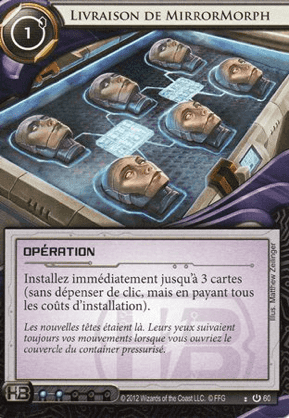 LIVRAISON DE MIRRORMORPH
1
OPÉRATION
Installez immédiatement jusqu'à 3 cartes
(sans dépenser de clic, mais en payant tous
les coûts d'installation).
Les nouvelles têtes étaient là. Leurs yeux suivaient
toujours vos mouvements lorsque vous ouvriez le
couvercle du container pressurisé.
Illus. Matthew Zeilinger
HB
©2012 Wizards of the Coast LLC. © FFG
60